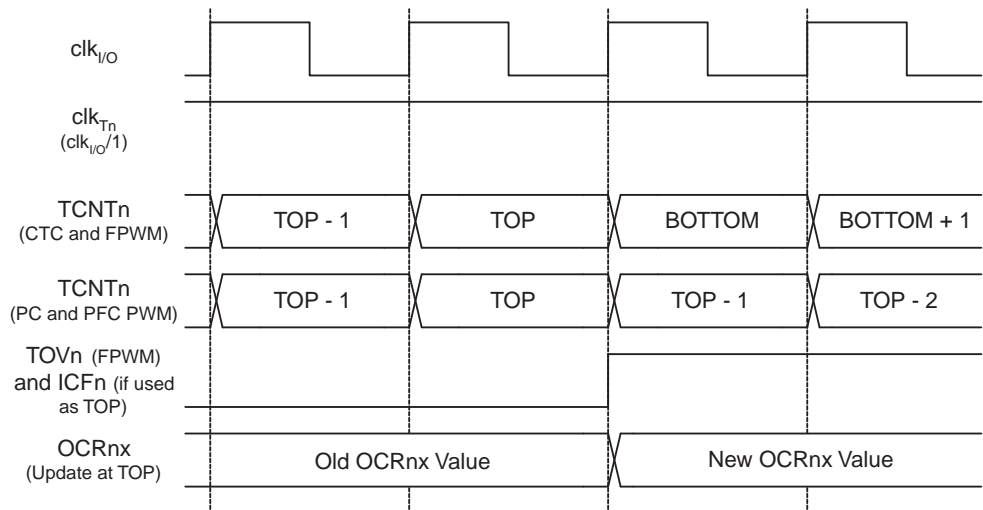 clkI/O
clkTn
(clkI/O/1)
TCNTn
(CTC and FPWM)
TOP - 1
TOP
BOTTOM
BOTTOM + 1
TCNTn
(PC and PFC PWM)
TOP - 1
TOP
TOP - 1
TOP - 2
TOVn (FPWM)
and ICFn (if used
as TOP)
OCRnx
(Update at TOP)
Old OCRnx Value
New OCRnx Value